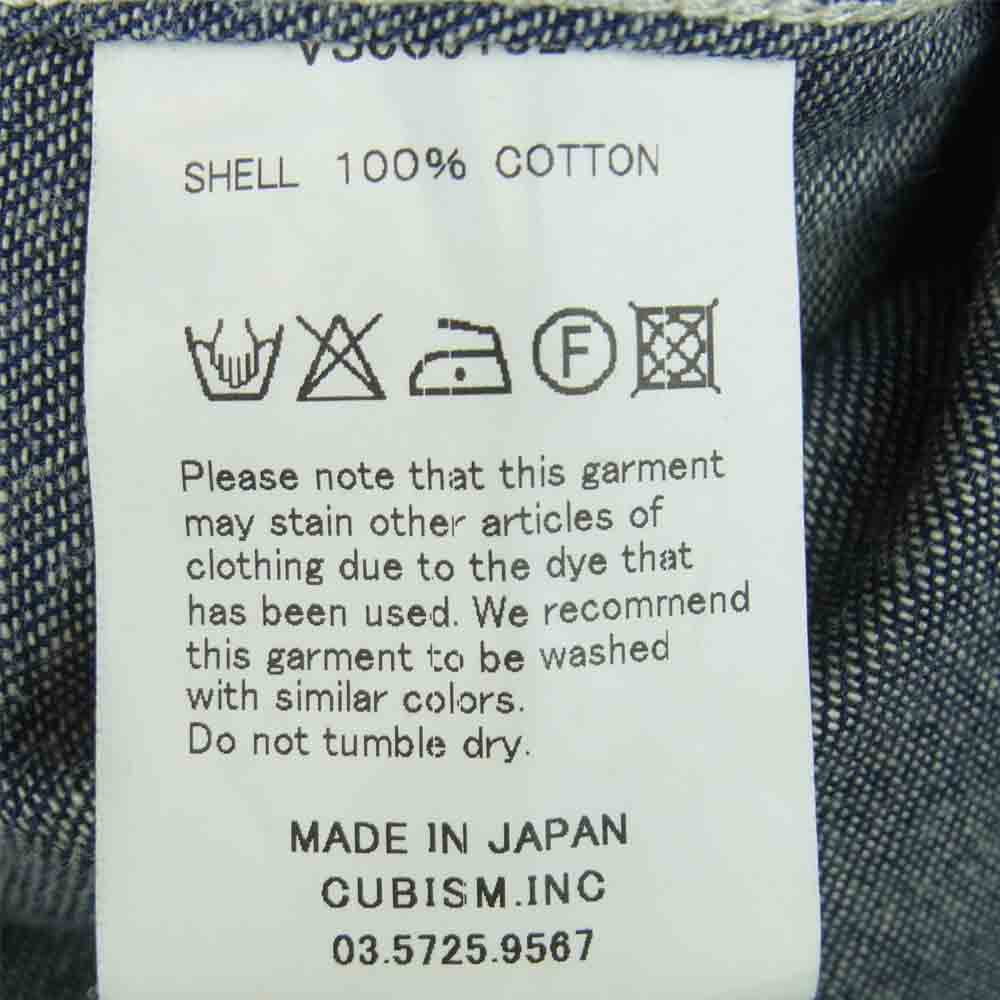 SHELL 100% COTTON
F
Please note that this garment
may stain other articles of
clothing due to the dye that
has been used. We recommend
this garment to be washed
with similar colors.
Do not tumble dry.
MADE IN JAPAN
CUBISM.INC
03.5725.9567